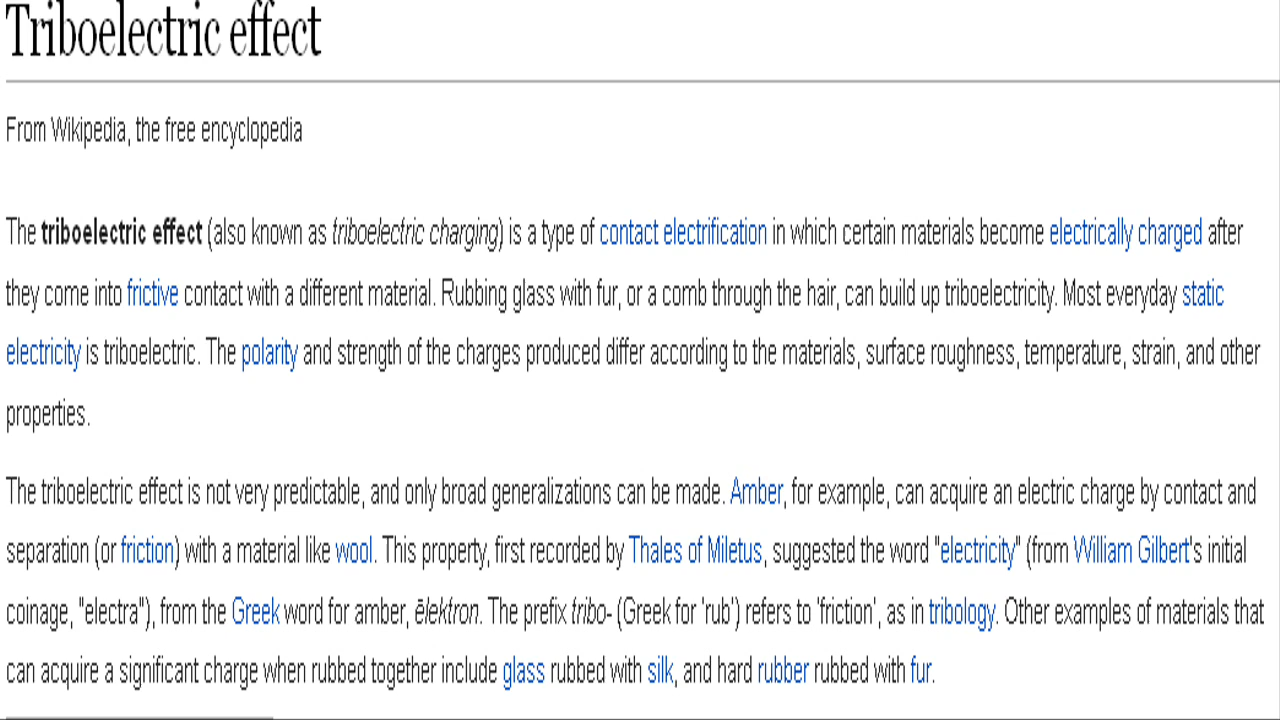 Triboelectric effect
From Wikipedia, the free encyclopedia
The triboelectric effect (also known as triboelectric charging) is a type of contact electrification in which certain materials become electrically charged after
they come into frictive contact with a different material. Rubbing glass with fur, or a comb through the hair, can build up triboelectricity. Most everyday static
electricity is triboelectric. The polarity and strength of the charges produced differ according to the materials, surface roughness, temperature, strain, and other
properties.
The triboelectric effect is not very predictable, and only broad generalizations can be made. Amber, for example, can acquire an electric charge by contact and
separation (or friction) with a material like wool. This property, first recorded by Thales of Miletus, suggested the word "electricity" (from William Gilbert's initial
coinage, "electra"), from the Greek word for amber, ēlektron. The prefix tribo- (Greek for 'rub') refers to 'friction', as in tribology. Other examples of materials that
can acquire a significant charge when rubbed together include glass rubbed with silk, and hard rubber rubbed with fur.